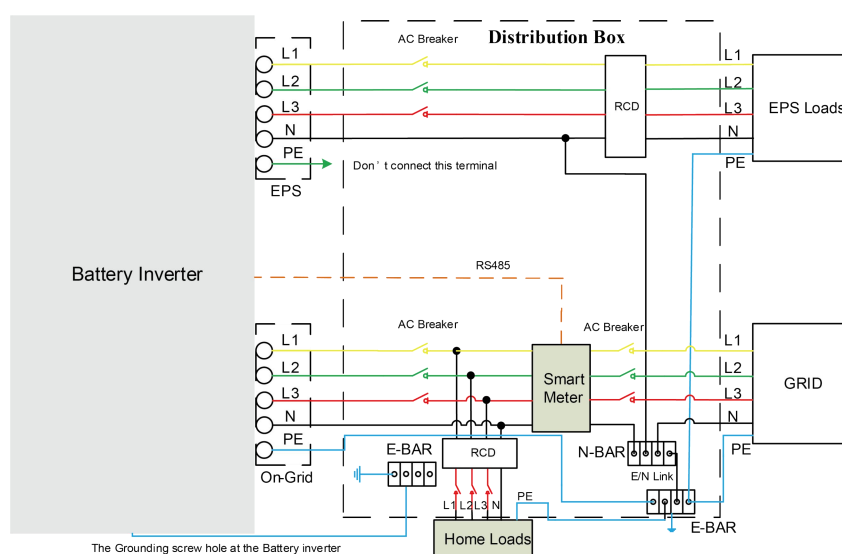 Distribution Box
AC Breaker
L1
L2
L3
N
PE
EPS
Don't connect this terminal
RCD
L1
L2
L3
N
PE
EPS Loads
Battery Inverter
RS485
AC Breaker
AC Breaker
L1
L2
L3
N
PE
On-Grid
Smart
Meter
L1
L2
L3
N
PE
GRID
E-BAR
RCD
N-BAR
E/N Link
L1 L2 L3 N
PE
E-BAR
Home Loads
The Grounding screw hole at the Battery inverter